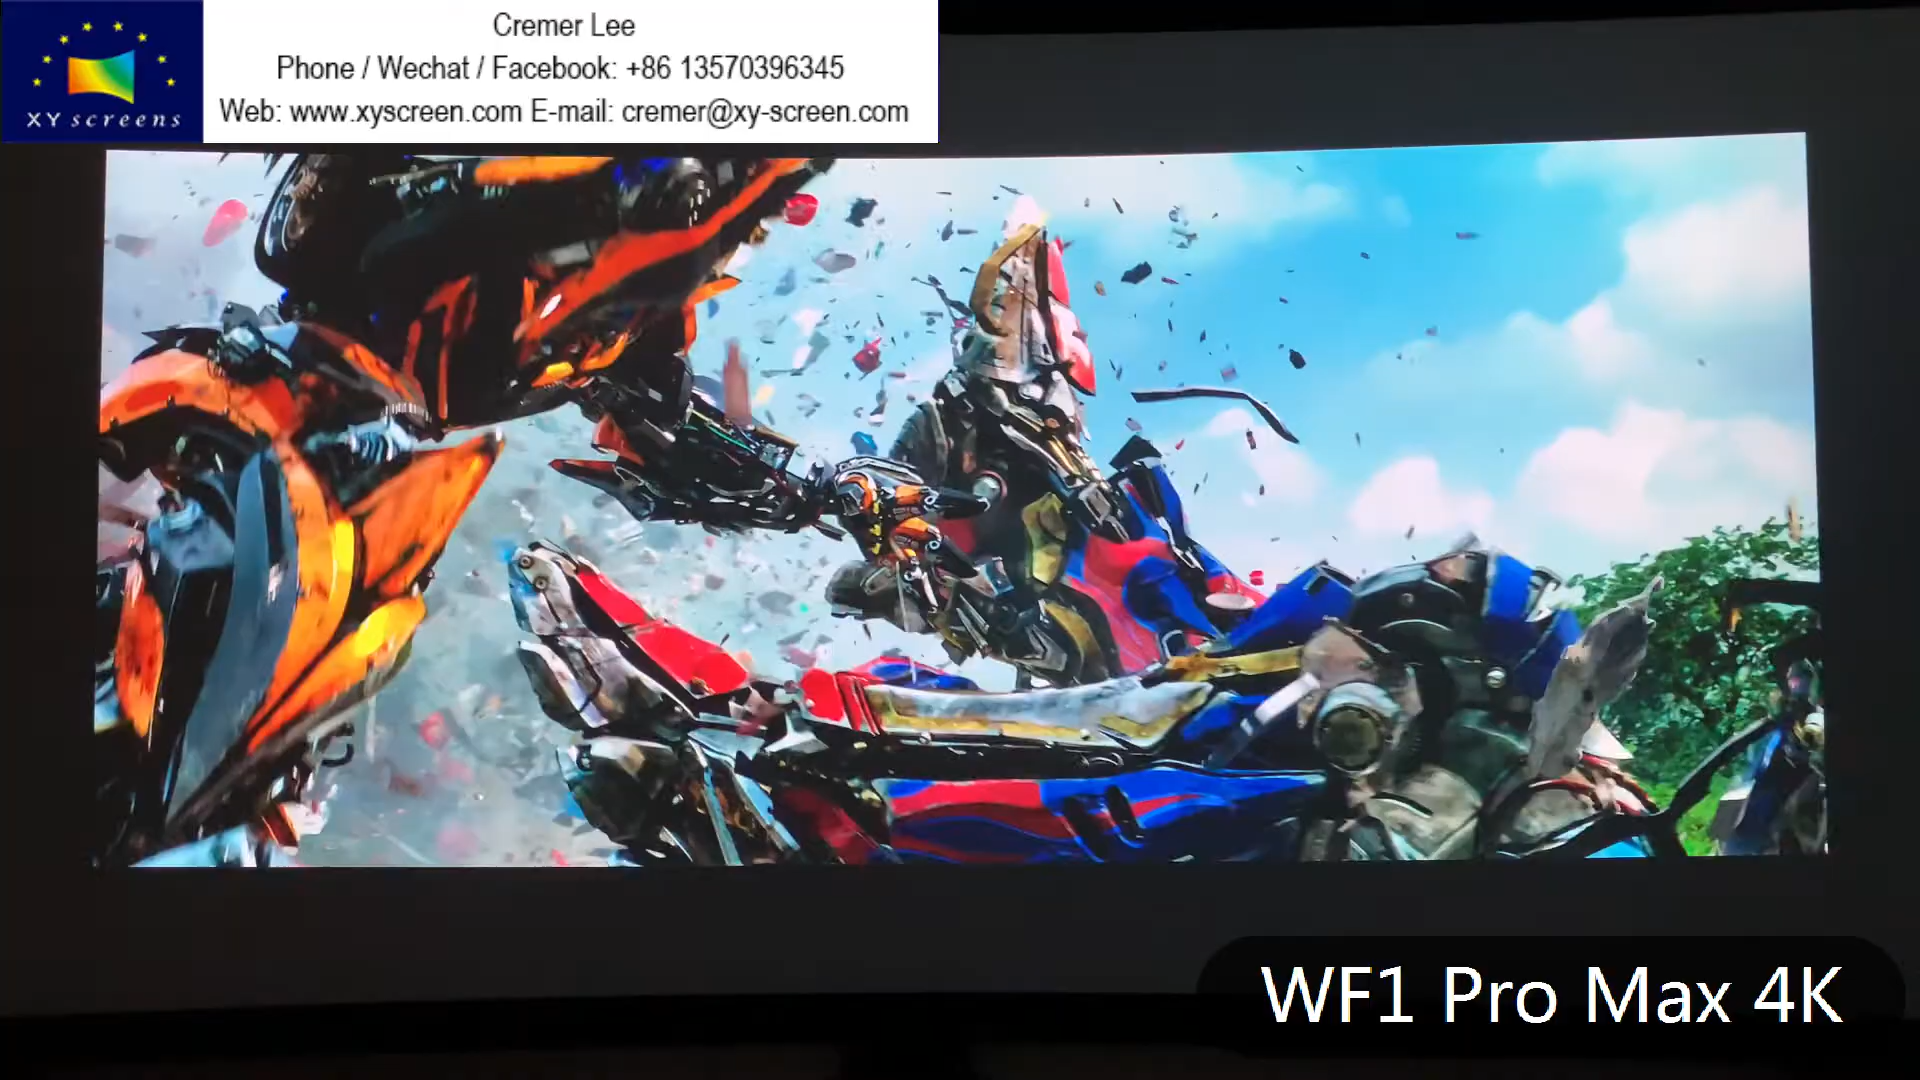 Cremer Lee
Phone / Wechat / Facebook: +86 13570396345
Web: www.xyscreen.com E-mail: cremer@xy-screen.com
XY screens
WF1 Pro Max 4K